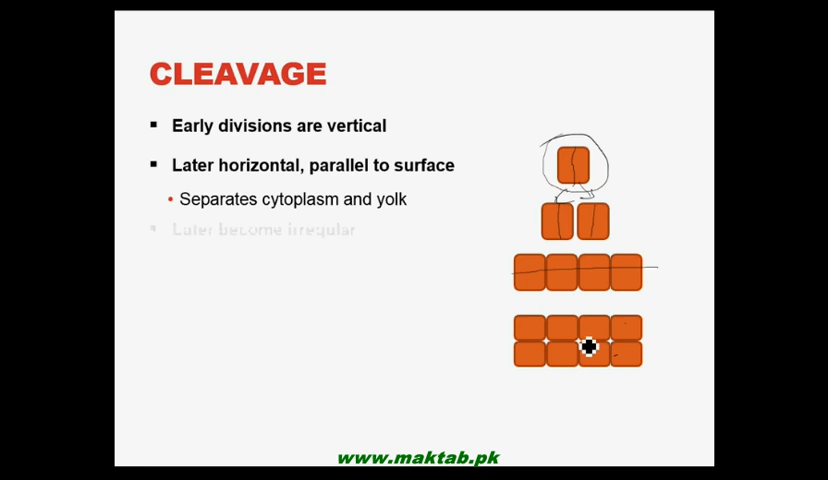 CLEAVAGE
▪ Early divisions are vertical
▪ Later horizontal, parallel to surface
• Separates cytoplasm and yolk
▪ Later become irregular
www.maktab.pk